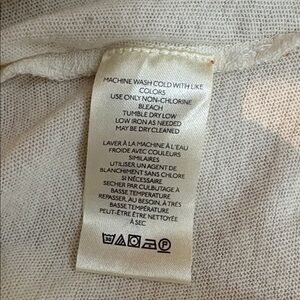 MACHINE WASH COLD WITH LIKE
COLORS
USE ONLY NON-CHLORINE
BLEACH
TUMBLE DRY LOW
LOW IRON AS NEEDED
MAY BE DRY CLEANED
LAVER À LA MACHINE À L'EAU
FROIDE AVEC COULEURS
SIMILAIRES
UTILISER UN AGENT DE
BLANCHIMENT SANS CHLORE
SI NÉCESSAIRE
SÉCHER PAR CULBUTAGE À
BASSE TEMPÉRATURE
REPASSER, AU BESOIN, À TRÈS
BASSE TEMPÉRATURE
PEUT-ÊTRE ÊTRE NETTOYÉE
À SEC
30 P